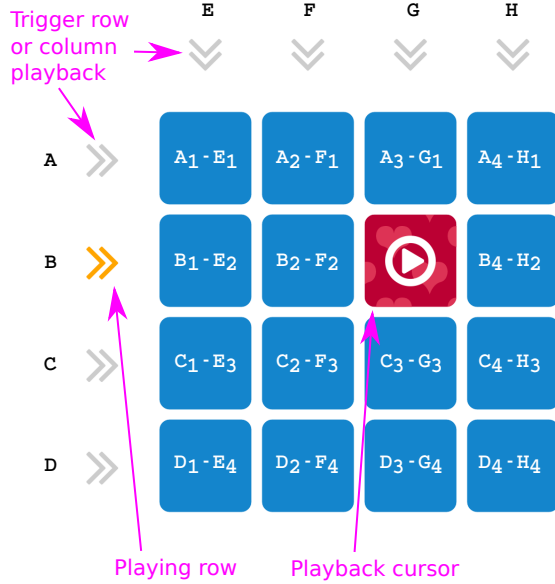 E F G H
Trigger row
or column
playback
A
A₁-E₁ A₂-F₁ A₃-G₁ A₄-H₁
B
B₁-E₂ B₂-F₂ B₄-H₂
C
C₁-E₃ C₂-F₃ C₃-G₃ C₄-H₃
D
D₁-E₄ D₂-F₄ D₃-G₄ D₄-H₄
Playing row
Playback cursor